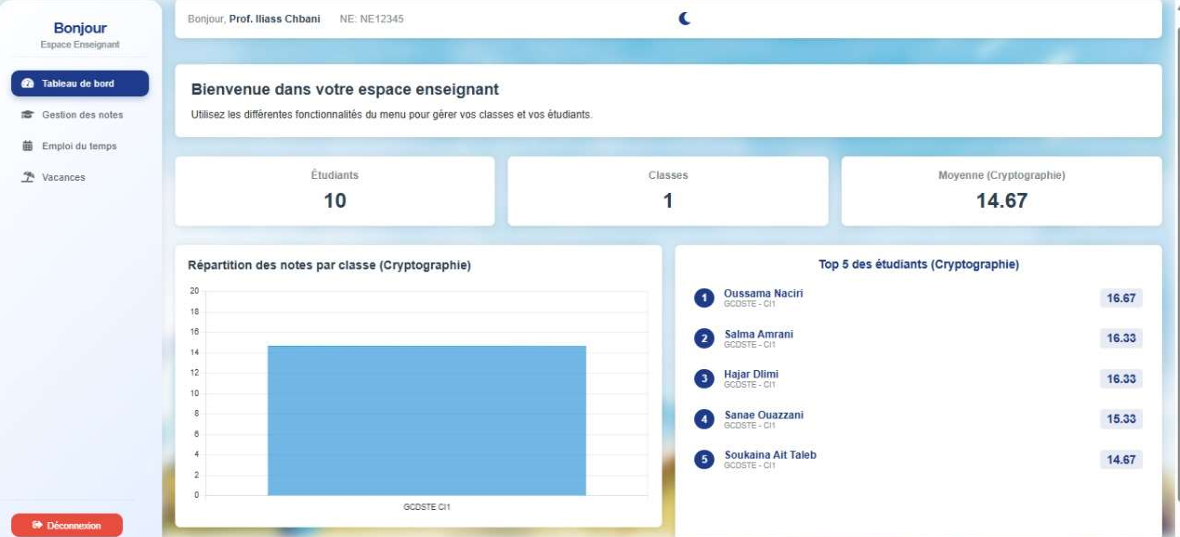 Bonjour
Espace Enseignant
Tableau de bord
Gestion des notes
Emploi du temps
Vacances
Déconnexion
Bonjour, Prof. Iliass Chbani NE: NE12345
Bienvenue dans votre espace enseignant
Utilisez les différentes fonctionnalités du menu pour gérer vos classes et vos étudiants.
Étudiants
10
Classes
1
Moyenne (Cryptographie)
14.67
Répartition des notes par classe (Cryptographie)
20
18
16
14
12
10
8
6
4
2
0
GCDSTE CI1
Top 5 des étudiants (Cryptographie)
1 Oussama Naciri 16.67
GCDSTE - CI1
2 Salma Amrani 16.33
GCDSTE - CI1
3 Hajar Dlimi 16.33
GCDSTE - CI1
4 Sanae Ouazzani 15.33
GCDSTE - CI1
5 Soukaina Ait Taleb 14.67
GCDSTE - CI1